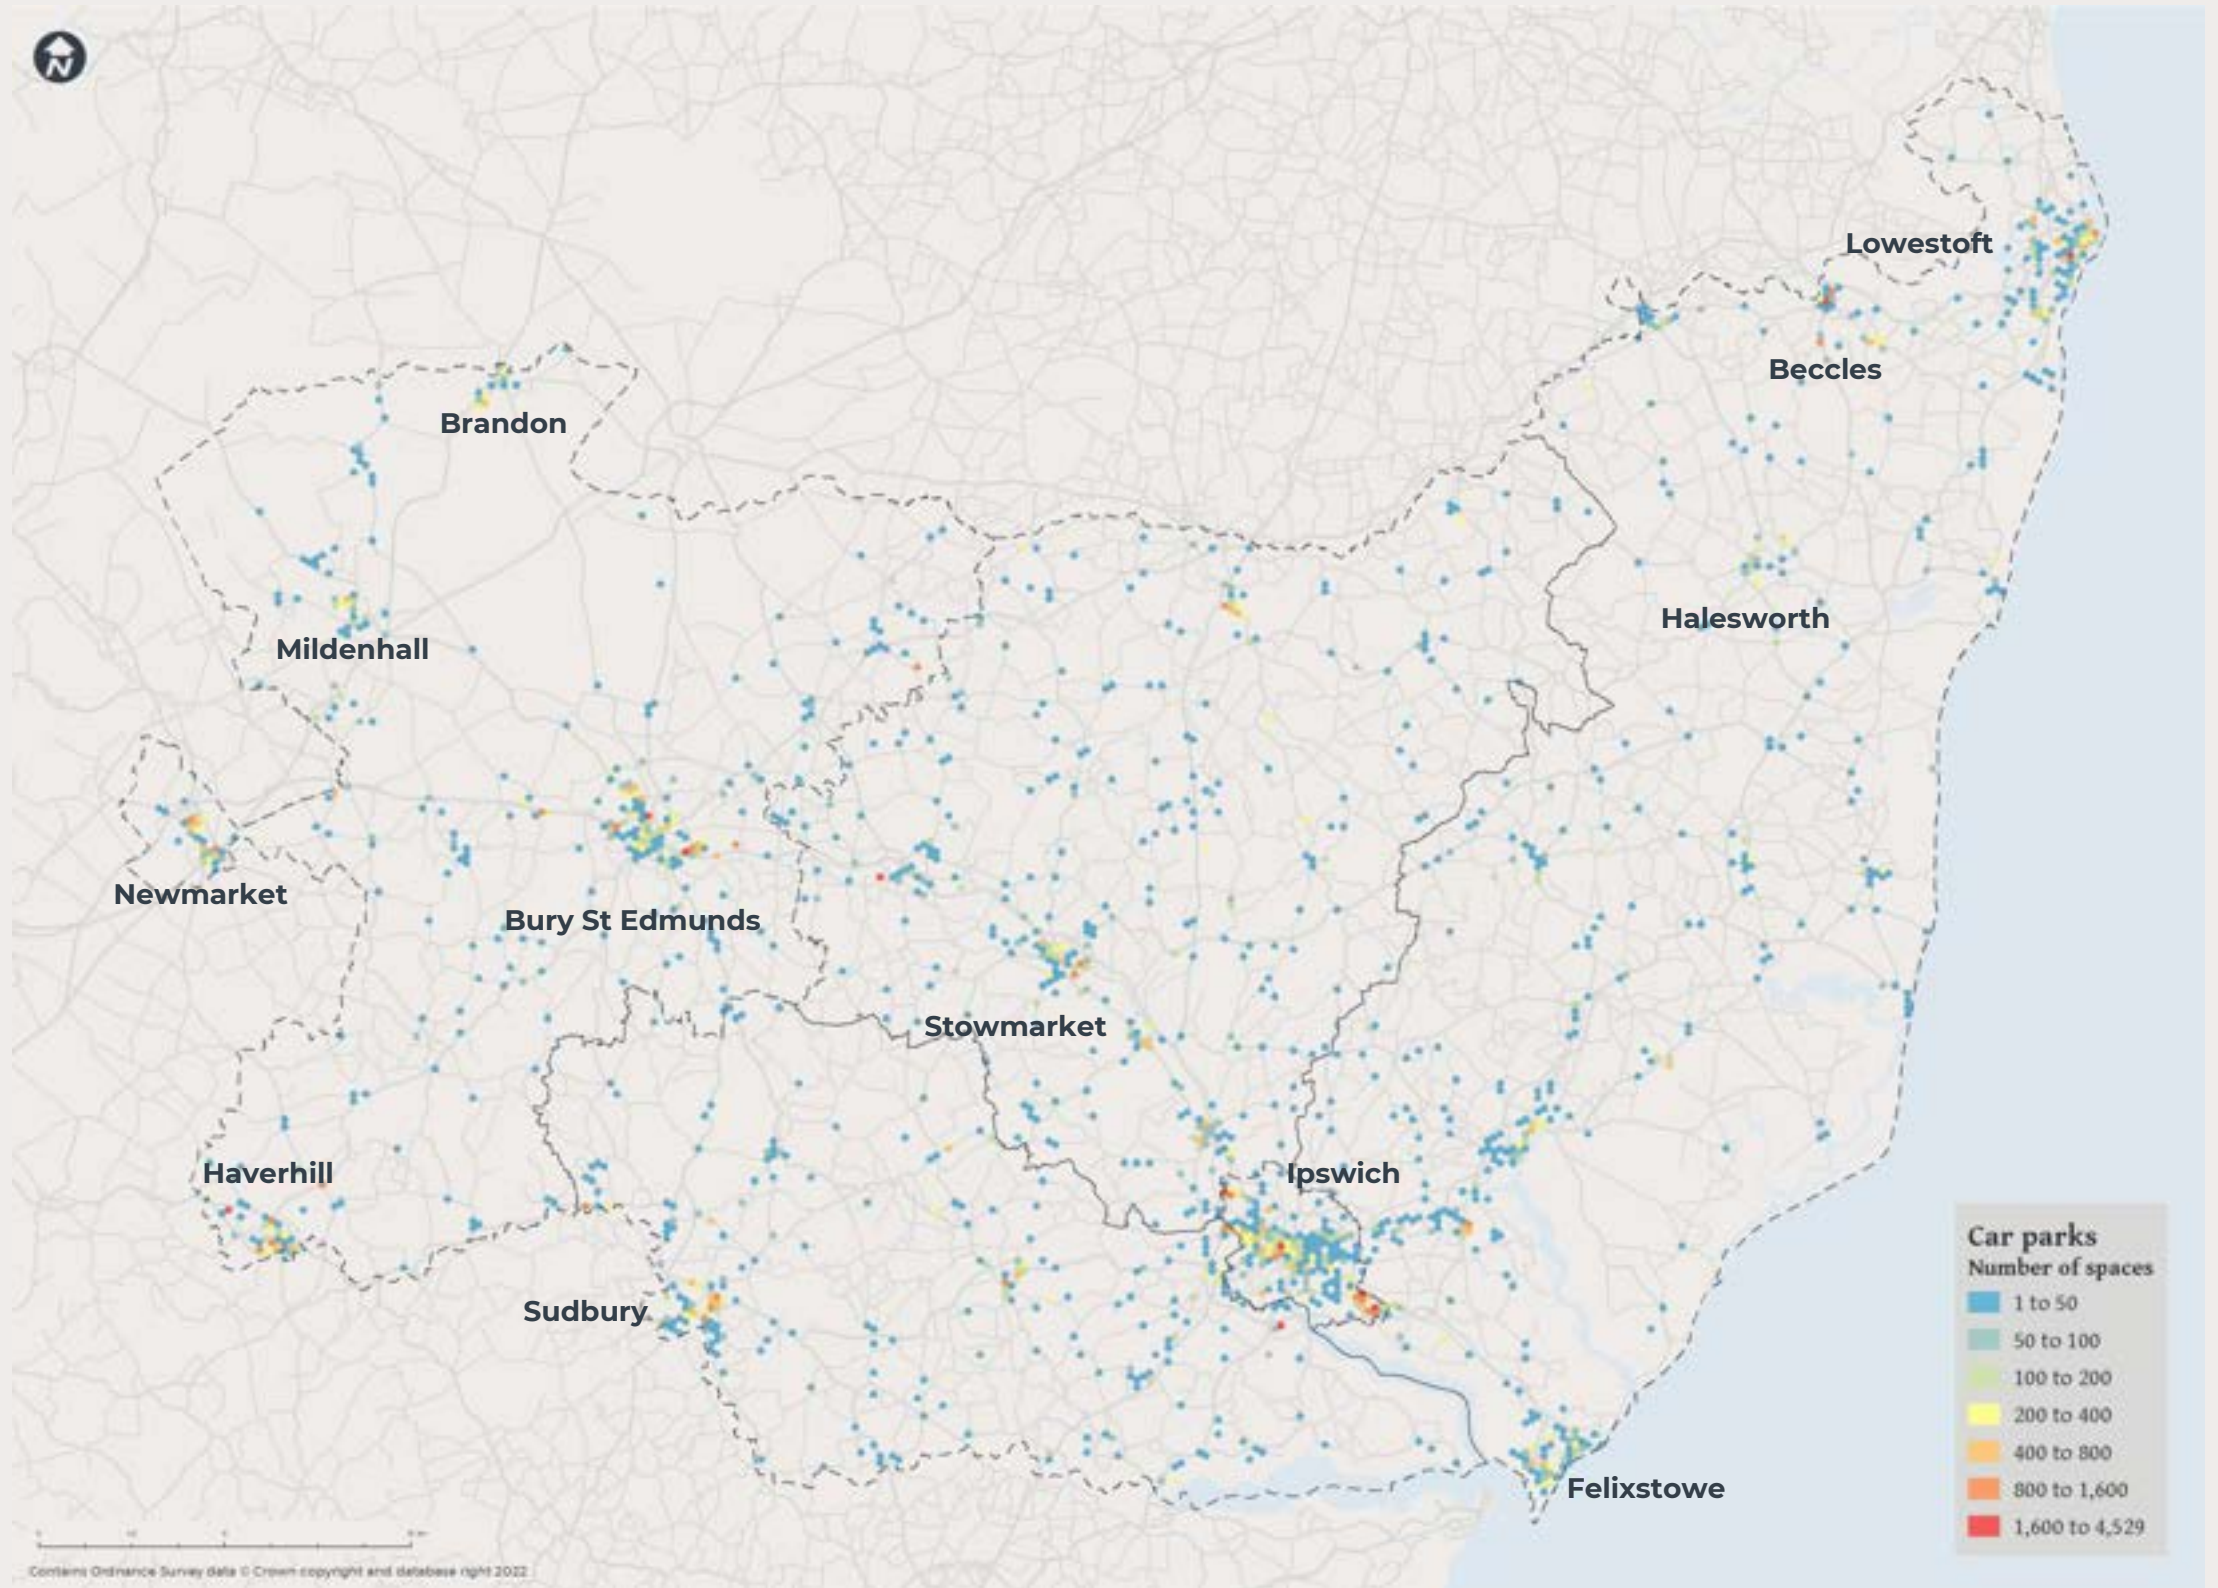 N
Lowestoft
Beccles
Brandon
Halesworth
Mildenhall
Newmarket
Bury St Edmunds
Stowmarket
Haverhill
Ipswich
Sudbury
Felixstowe
Car parks
Number of spaces
1 to 50
50 to 100
100 to 200
200 to 400
400 to 800
800 to 1,600
1,600 to 4,529
Contains Ordnance Survey data © Crown copyright and database right 2022